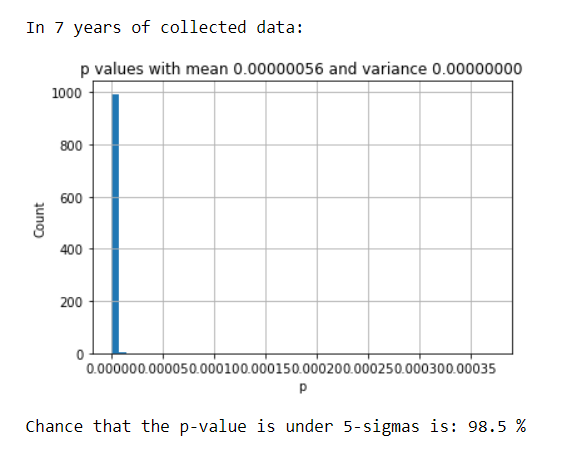 In 7 years of collected data:
p values with mean 0.00000056 and variance 0.00000000
1000
800
600
400
200
0
Count
0.000000.000050.000100.000150.000200.000250.000300.00035
p
Chance that the p-value is under 5-sigmas is: 98.5 %